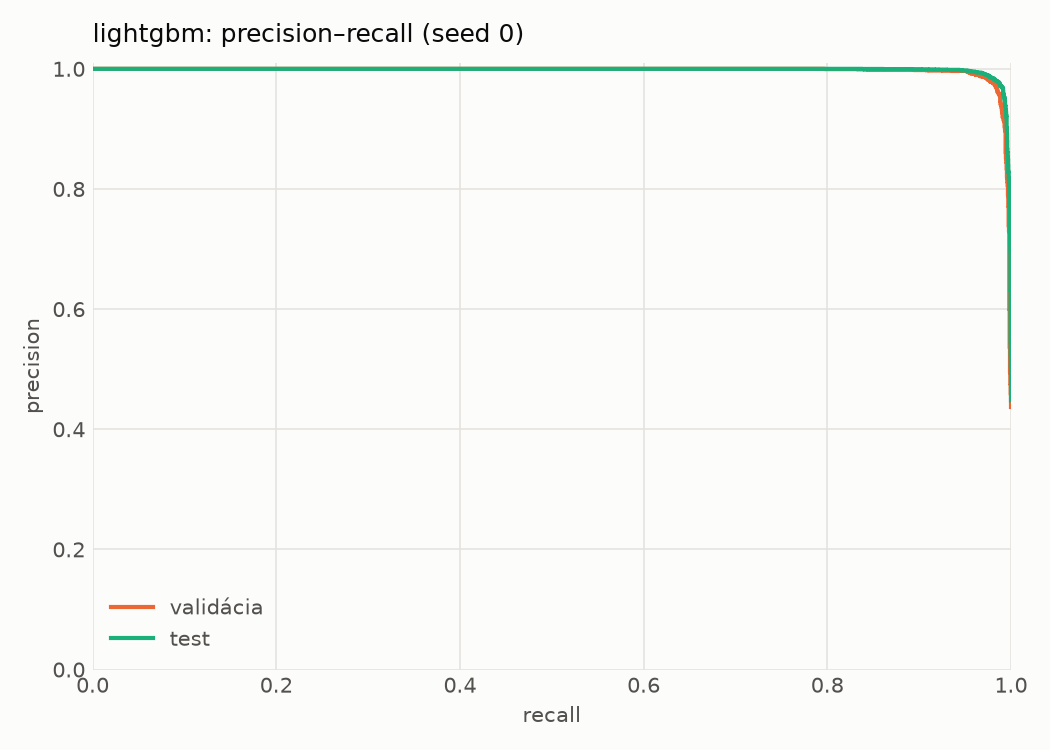 lightgbm: precision–recall (seed 0)
1.0
0.8
0.6
0.4
0.2
0.0
precision
validácia
test
0.0 0.2 0.4 0.6 0.8 1.0
recall